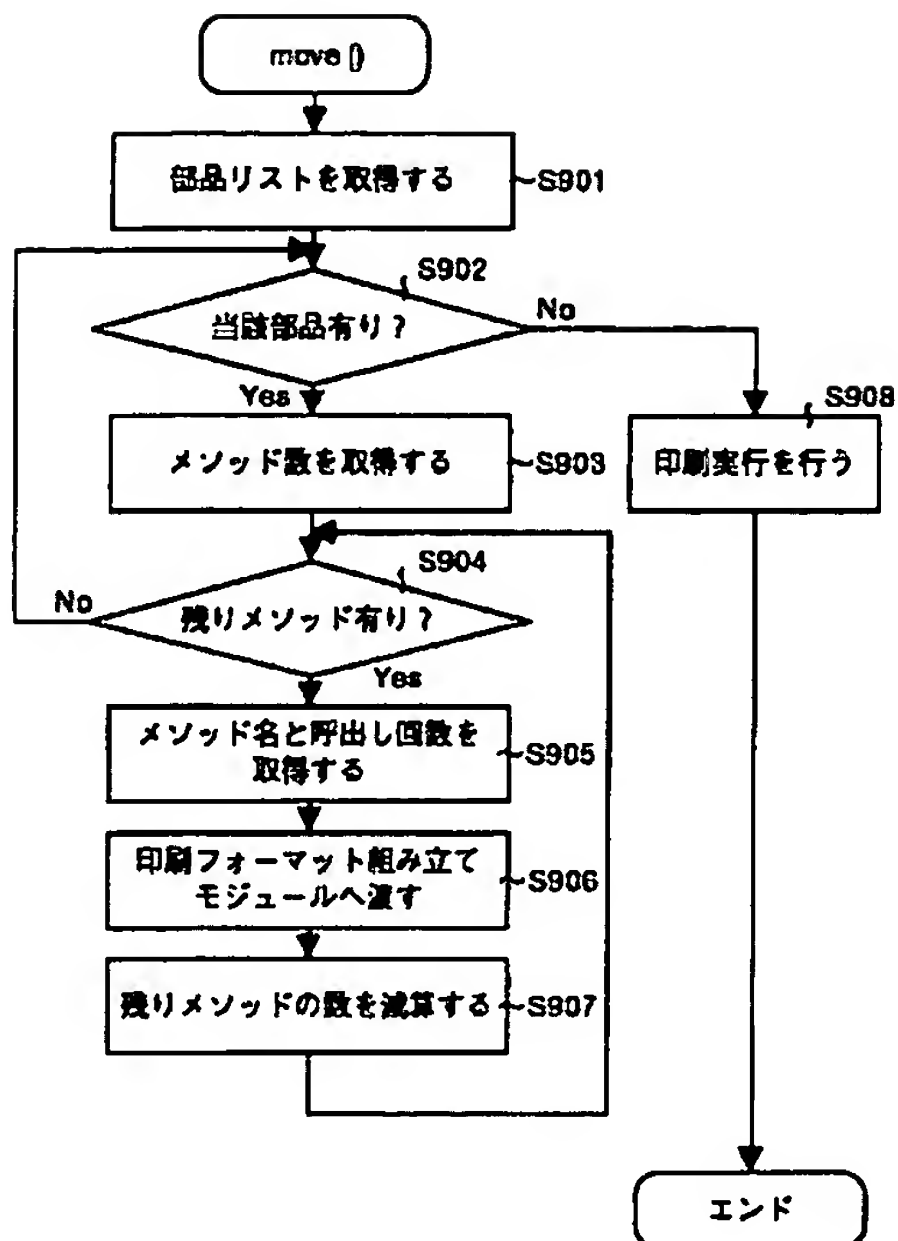 move ()
部品リストを取得する
S901
S902
当該部品有り？
No
Yes
S908
メソッド数を取得する
S903
印刷実行を行う
S904
No
残りメソッド有り？
Yes
メソッド名と呼出し回数を
取得する
S905
印刷フォーマット組み立て
モジュールへ渡す
S906
残りメソッドの数を減算する
S907
エンド